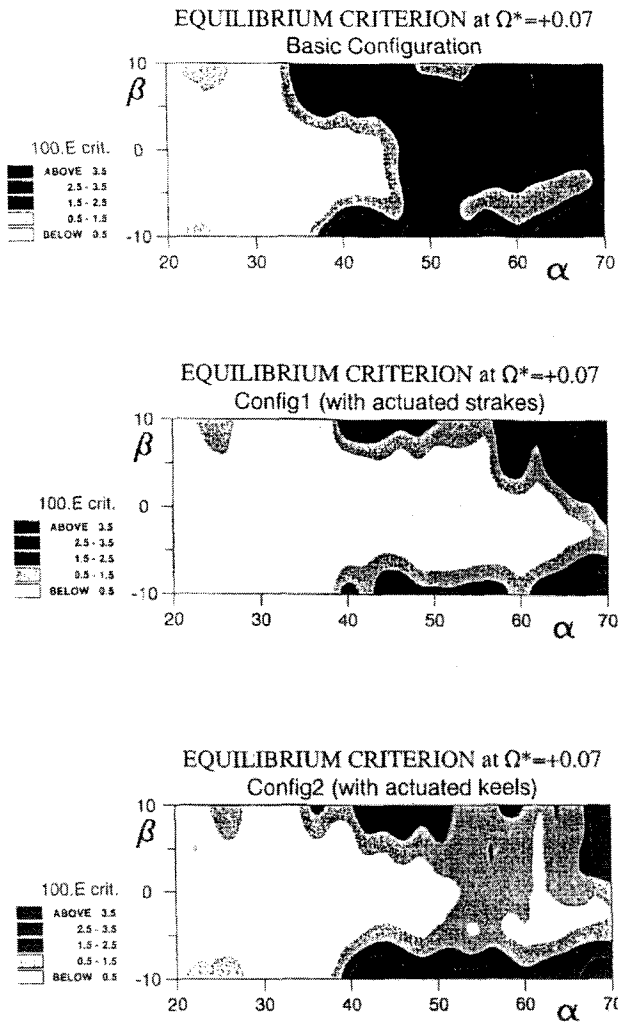 EQUILIBRIUM CRITERION at Ω*=+0.07
Basic Configuration
10
β
0
-10
100.E crit.
ABOVE 3.5
2.5 - 3.5
1.5 - 2.5
0.5 - 1.5
BELOW 0.5
20 30 40 50 60 70
α
EQUILIBRIUM CRITERION at Ω*=+0.07
Config1 (with actuated strakes)
10
β
0
-10
100.E crit.
ABOVE 3.5
2.5 - 3.5
1.5 - 2.5
0.5 - 1.5
BELOW 0.5
20 30 40 50 60 70
α
EQUILIBRIUM CRITERION at Ω*=+0.07
Config2 (with actuated keels)
10
β
0
-10
100.E crit.
ABOVE 3.5
2.5 - 3.5
1.5 - 2.5
0.5 - 1.5
BELOW 0.5
20 30 40 50 60 70
α